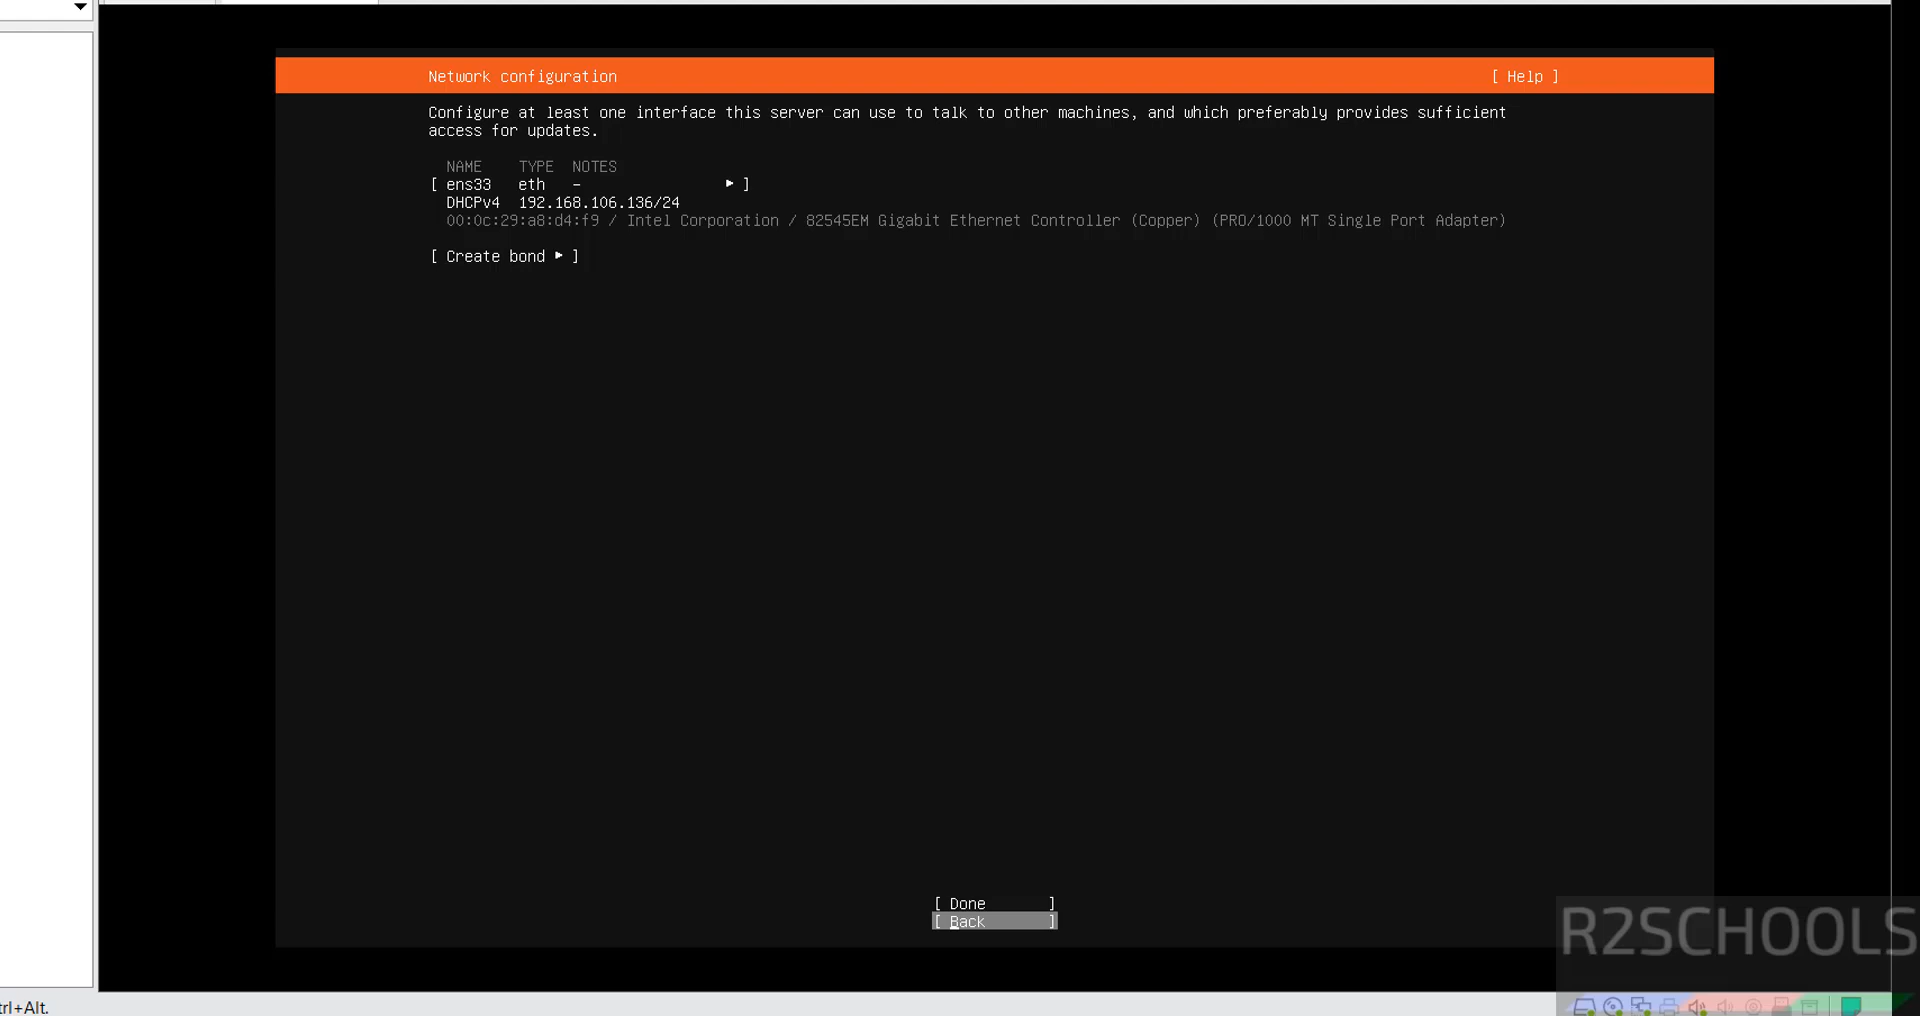 Network configuration [ Help ]
Configure at least one interface this server can use to talk to other machines, and which preferably provides sufficient
access for updates.
NAME TYPE NOTES
[ ens33 eth – ▸ ]
DHCPv4 192.168.106.136/24
00:0c:29:a8:d4:f9 / Intel Corporation / 82545EM Gigabit Ethernet Controller (Copper) (PRO/1000 MT Single Port Adapter)
[ Create bond ▸ ]
[ Done ]
[ Back ]
R2SCHOOLS
trl+Alt.